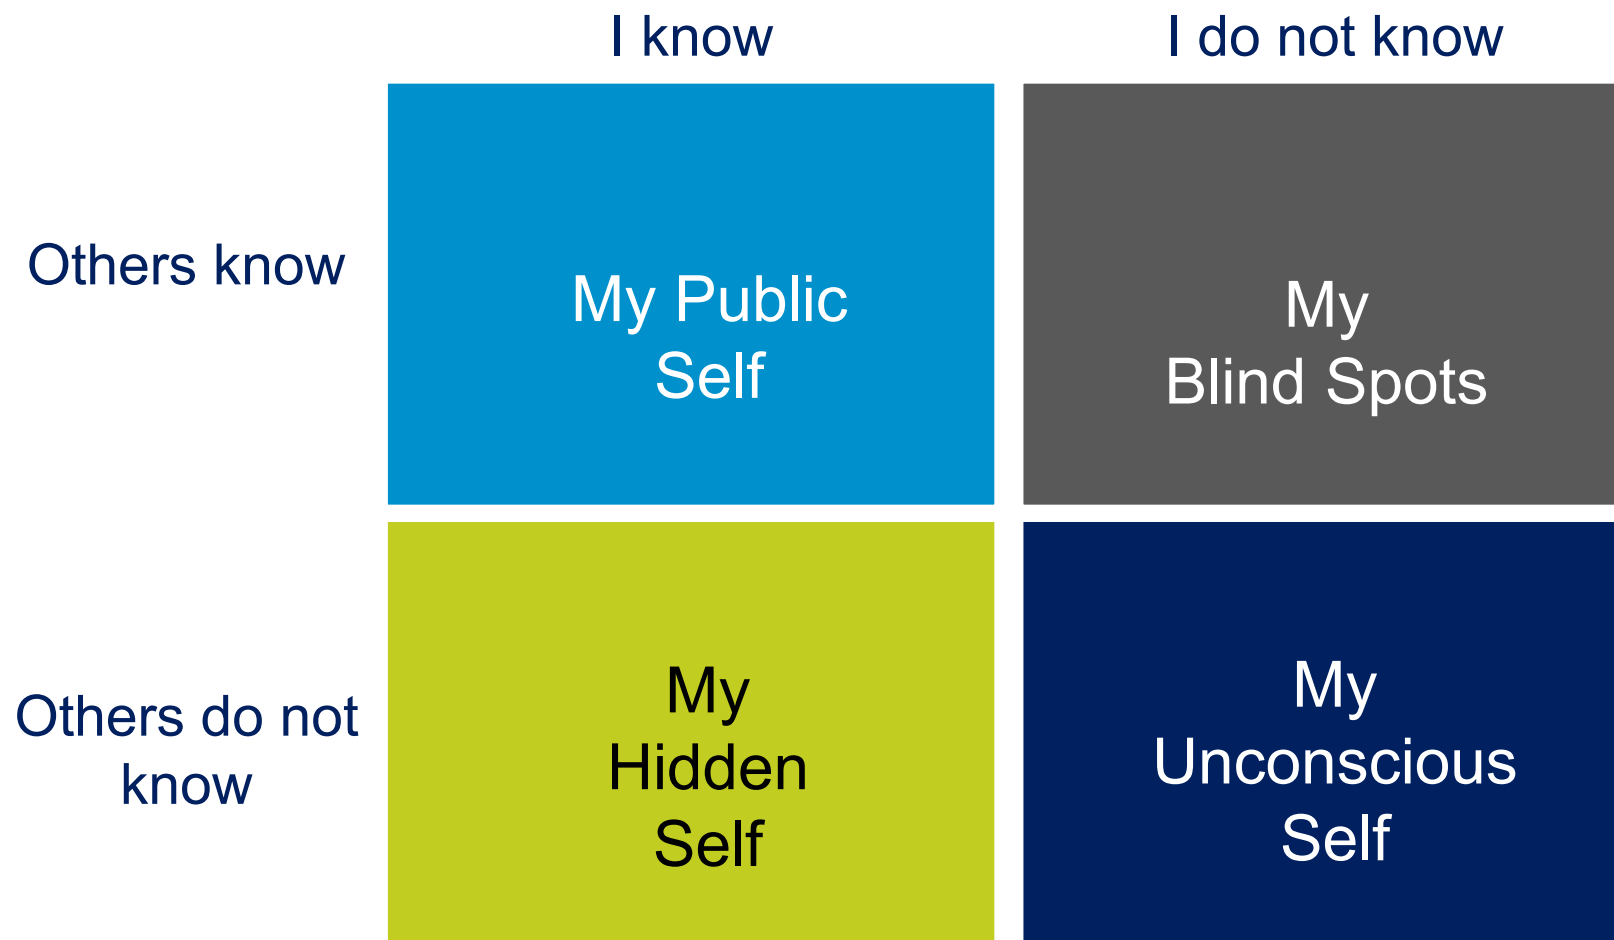 I know
I do not know
Others know
My Public
Self
My
Blind Spots
Others do not
know
My
Hidden
Self
My
Unconscious
Self